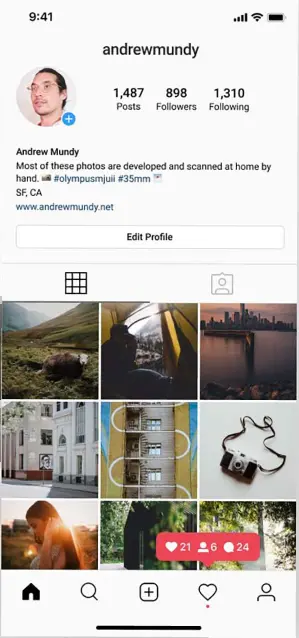 9:41
andrewmundy
1,487 898 1,310
Posts Followers Following
Andrew Mundy
Most of these photos are developed and scanned at home by
hand. #olympusmjuii #35mm
SF, CA
www.andrewmundy.net
Edit Profile
21 6 24